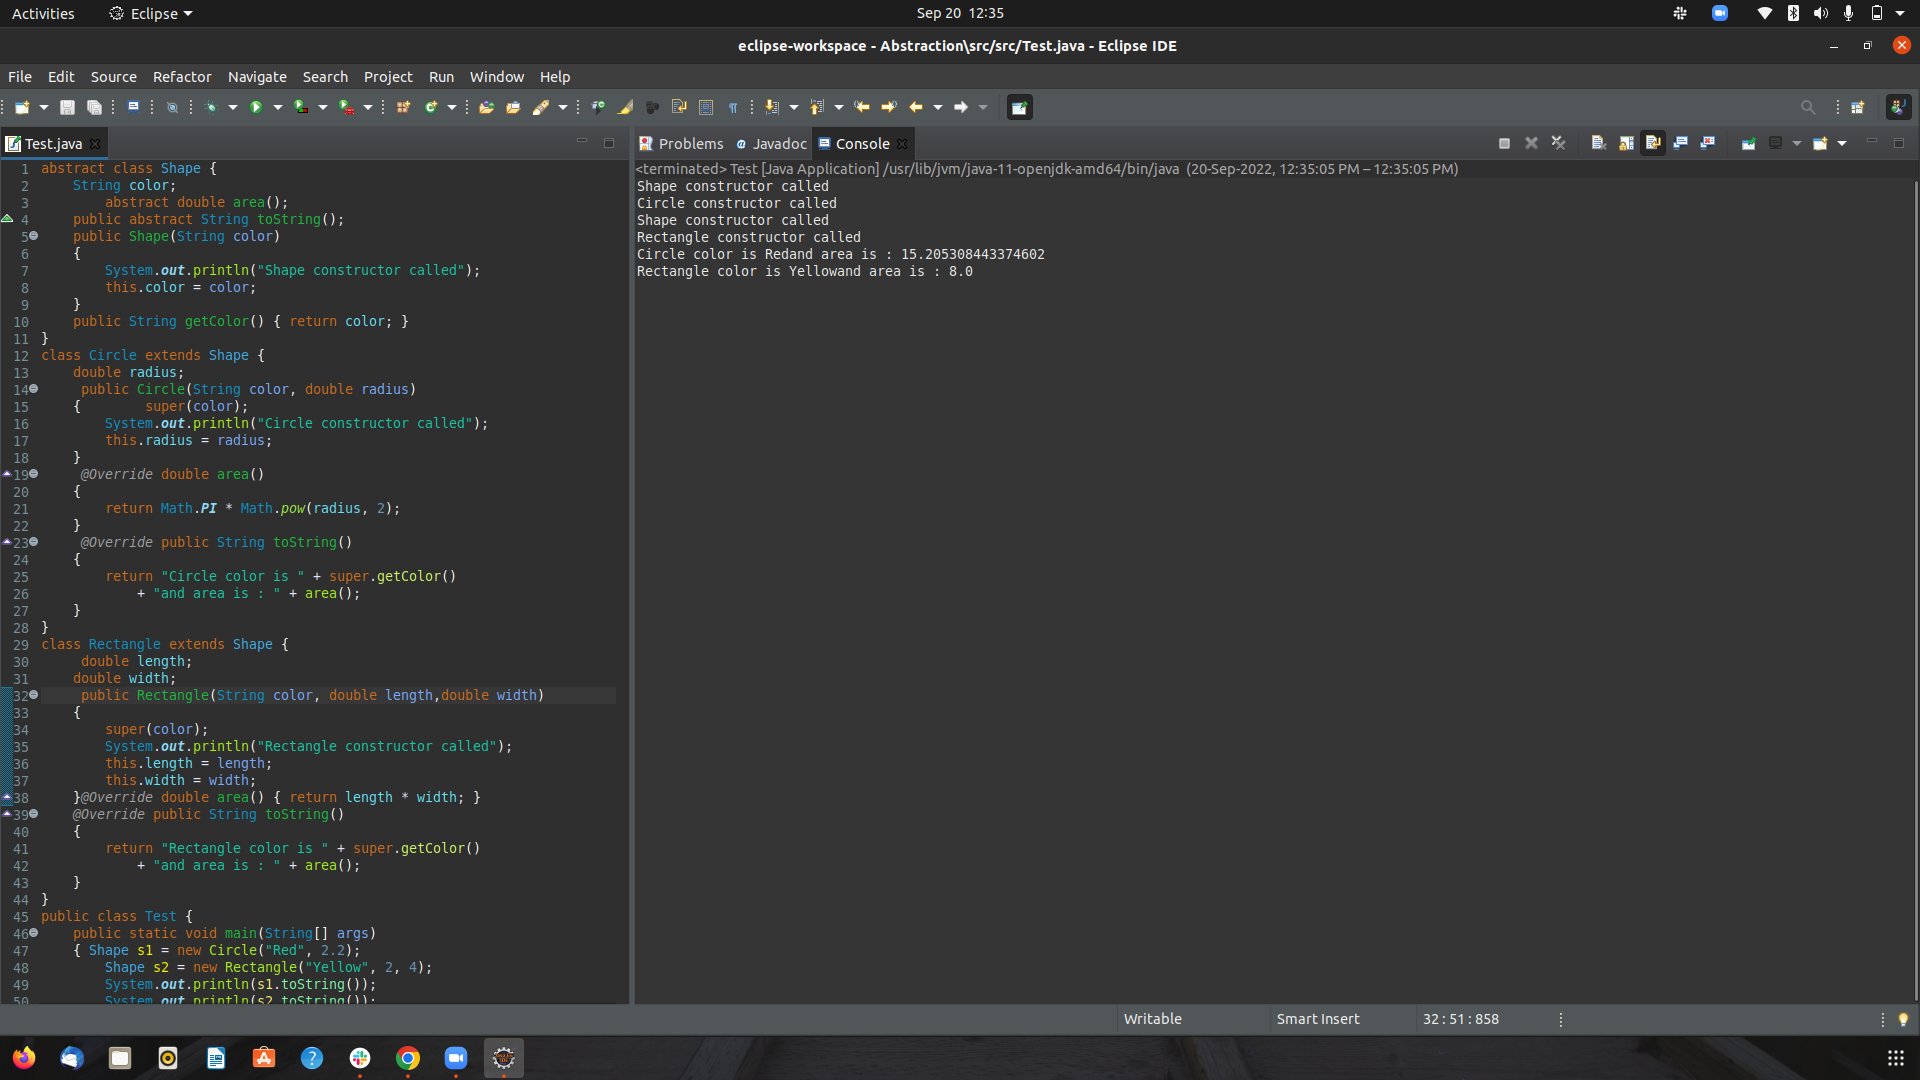 Activities Eclipse Sep 20 12:35
eclipse-workspace - Abstraction\src/src/Test.java - Eclipse IDE
File Edit Source Refactor Navigate Search Project Run Window Help
Test.java
1 abstract class Shape {
2 String color;
3 abstract double area();
4 public abstract String toString();
5 public Shape(String color)
6 {
7 System.out.println("Shape constructor called");
8 this.color = color;
9 }
10 public String getColor() { return color; }
11 }
12 class Circle extends Shape {
13 double radius;
14 public Circle(String color, double radius)
15 { super(color);
16 System.out.println("Circle constructor called");
17 this.radius = radius;
18 }
19 @Override double area()
20 {
21 return Math.PI * Math.pow(radius, 2);
22 }
23 @Override public String toString()
24 {
25 return "Circle color is " + super.getColor()
26 + "and area is : " + area();
27 }
28 }
29 class Rectangle extends Shape {
30 double length;
31 double width;
32 public Rectangle(String color, double length,double width)
33 {
34 super(color);
35 System.out.println("Rectangle constructor called");
36 this.length = length;
37 this.width = width;
38 }@Override double area() { return length * width; }
39 @Override public String toString()
40 {
41 return "Rectangle color is " + super.getColor()
42 + "and area is : " + area();
43 }
44 }
45 public class Test {
46 public static void main(String[] args)
47 { Shape s1 = new Circle("Red", 2.2);
48 Shape s2 = new Rectangle("Yellow", 2, 4);
49 System.out.println(s1.toString());
50 System.out.println(s2.toString());
Problems Javadoc Console
<terminated> Test [Java Application] /usr/lib/jvm/java-11-openjdk-amd64/bin/java (20-Sep-2022, 12:35:05 PM – 12:35:05 PM)
Shape constructor called
Circle constructor called
Shape constructor called
Rectangle constructor called
Circle color is Redand area is : 15.205308443374602
Rectangle color is Yellowand area is : 8.0
Writable Smart Insert 32 : 51 : 858